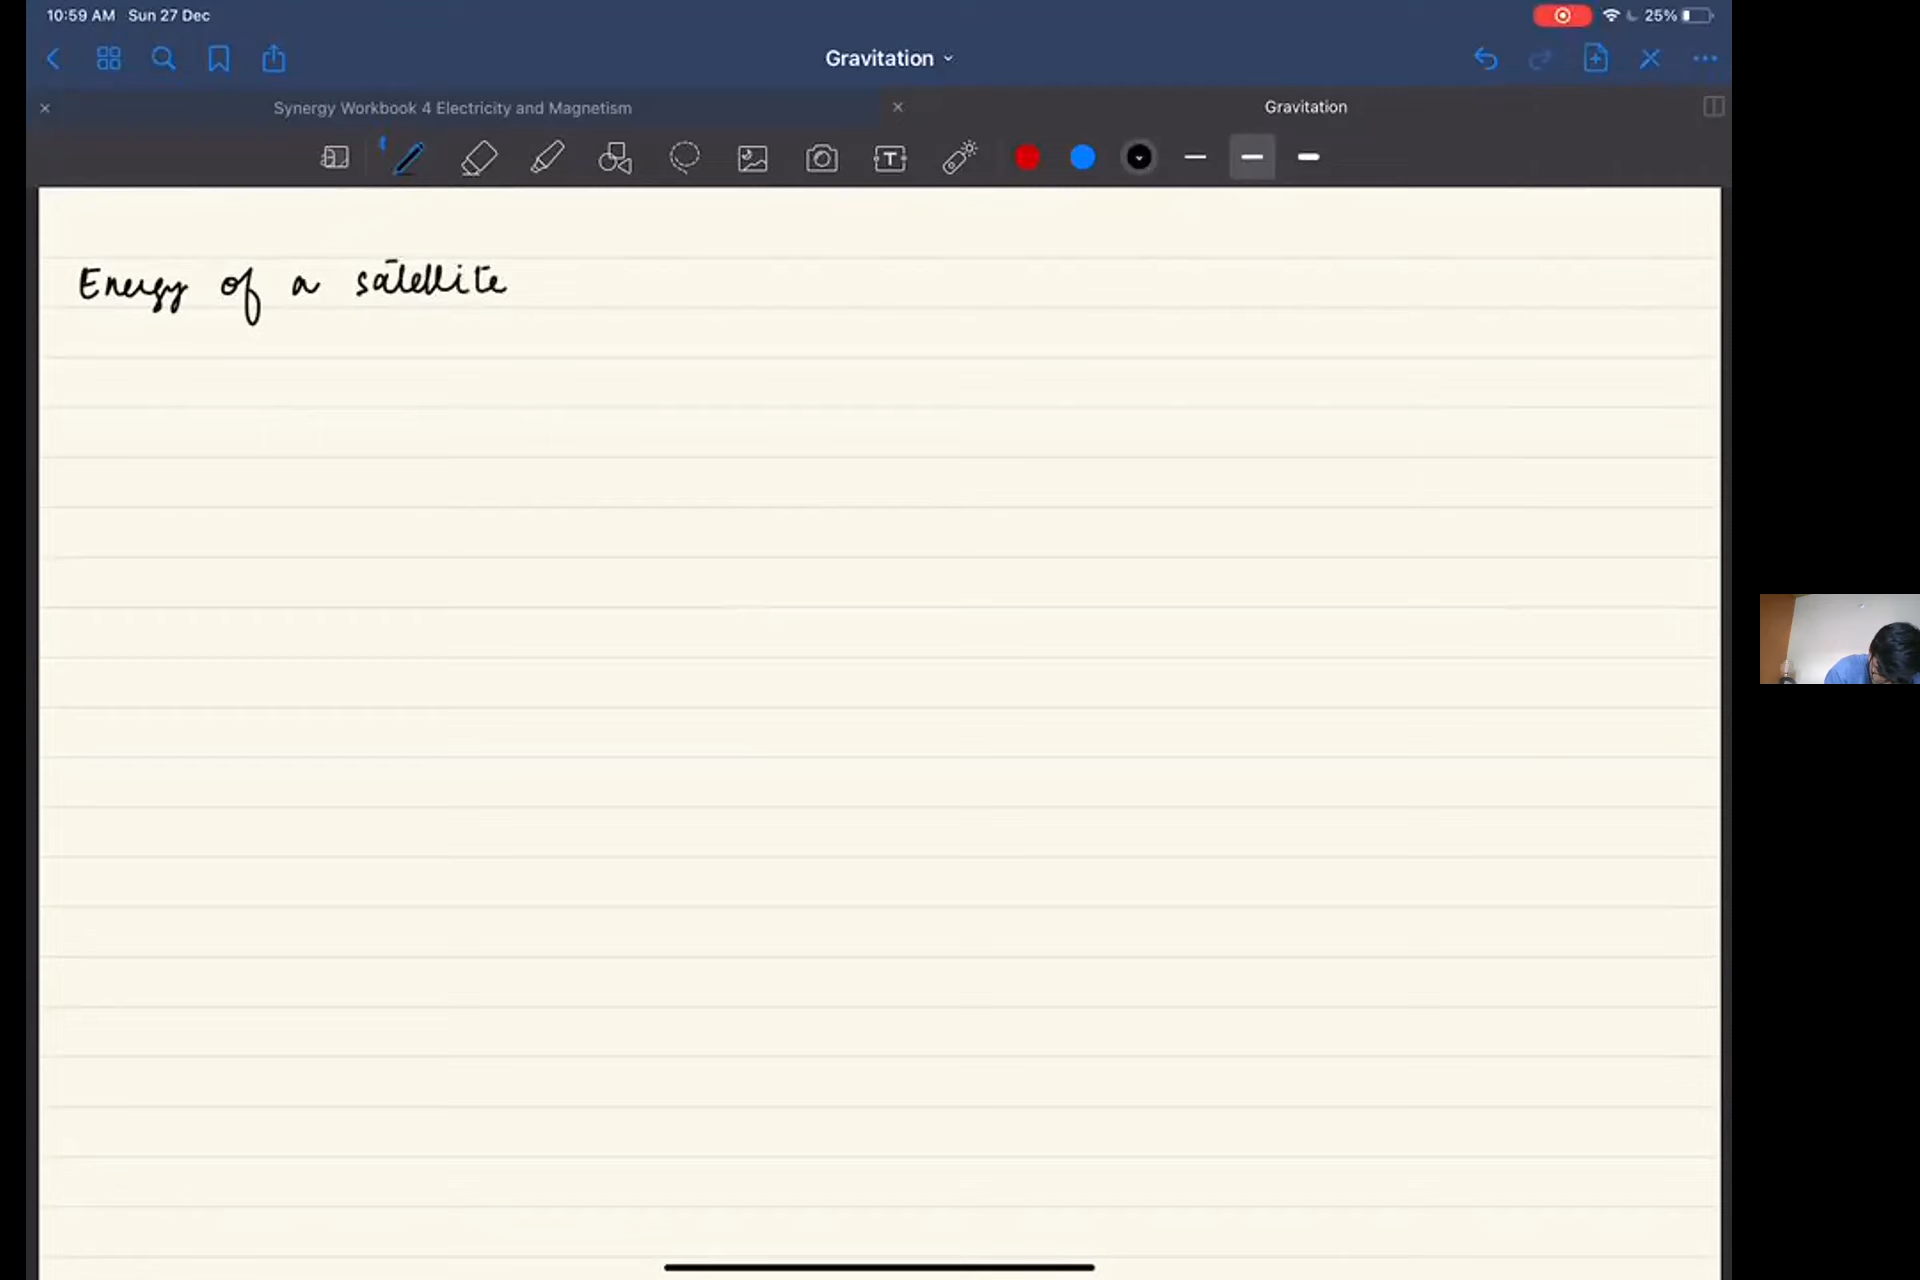 10:59 AM Sun 27 Dec 25%
Gravitation
Synergy Workbook 4 Electricity and Magnetism Gravitation
T
Energy of a satellite